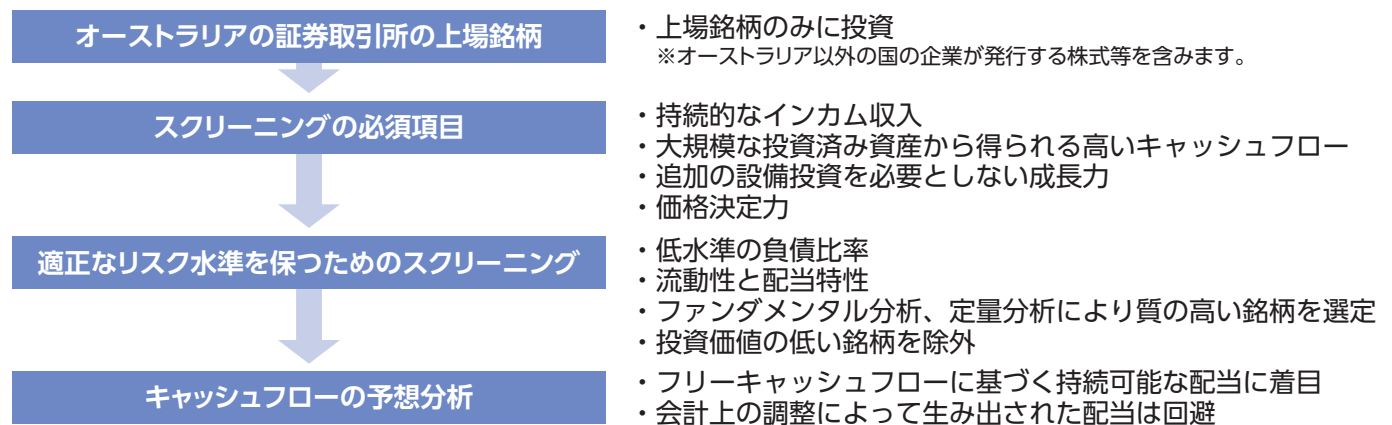 オーストラリアの証券取引所の上場銘柄
・上場銘柄のみに投資
※オーストラリア以外の国の企業が発行する株式等を含みます。
スクリーニングの必須項目
・持続的なインカム収入
・大規模な投資済み資産から得られる高いキャッシュフロー
・追加の設備投資を必要としない成長力
・価格決定力
適正なリスク水準を保つためのスクリーニング
・低水準の負債比率
・流動性と配当特性
・ファンダメンタル分析、定量分析により質の高い銘柄を選定
・投資価値の低い銘柄を除外
キャッシュフローの予想分析
・フリーキャッシュフローに基づく持続可能な配当に着目
・会計上の調整によって生み出された配当は回避